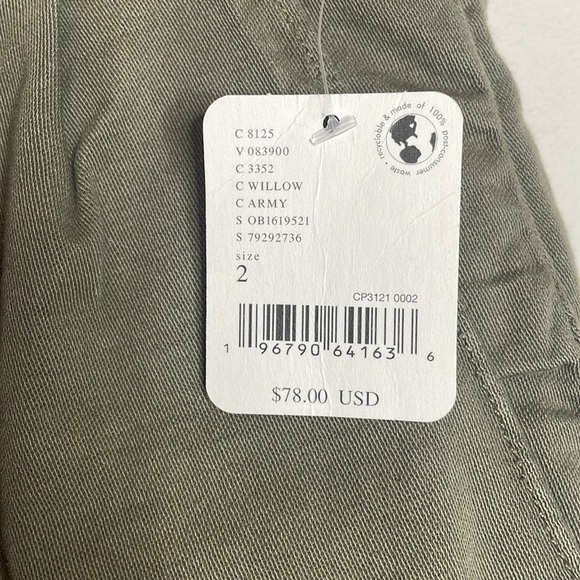 recyclable & made of 100% post-consumer waste •
C 8125
V 083900
C 3352
C WILLOW
C ARMY
S OB1619521
S 79292736
size
2
CP3121 0002
1 96790 64163 6
$78.00 USD